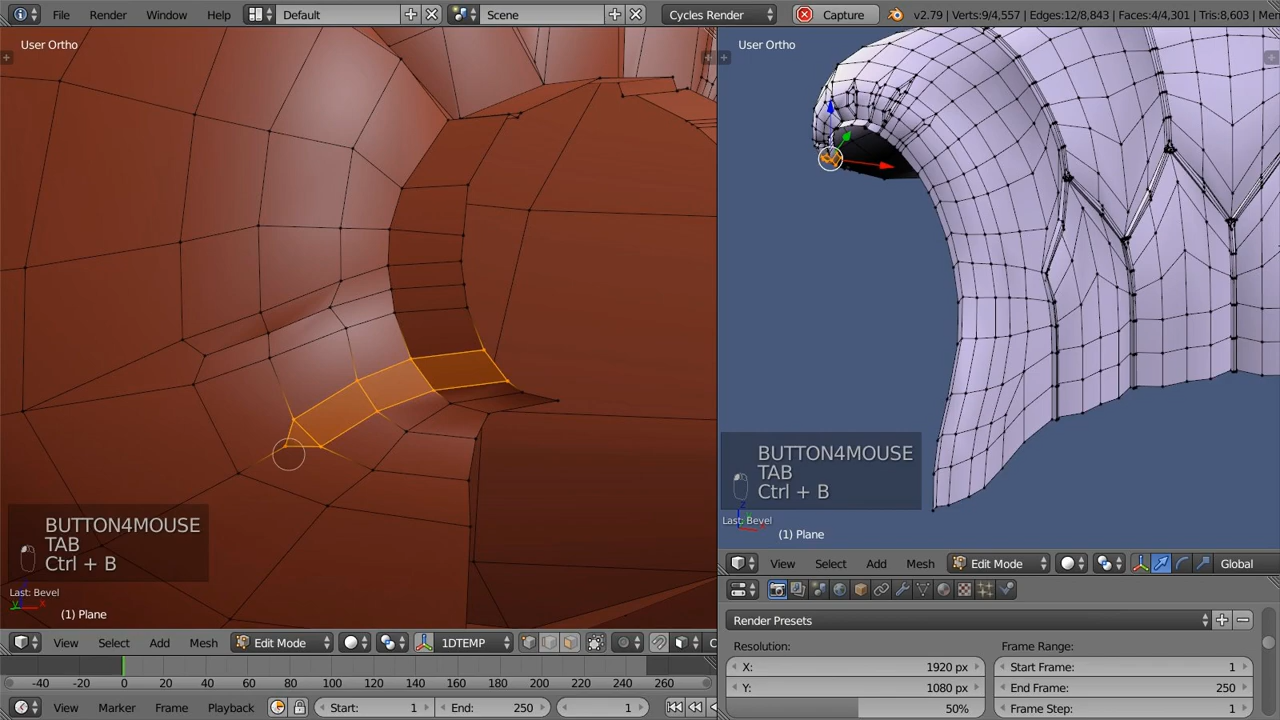 File Render Window Help Default Scene Cycles Render Capture v2.79 | Verts:9/4,557 | Edges:12/8,843 | Faces:4/4,301 | Tris:8,603 |
User Ortho
User Ortho
BUTTON4MOUSE
TAB
Ctrl + B
Last: Bevel
(1) Plane
BUTTON4MOUSE
TAB
Ctrl + B
Last: Bevel
(1) Plane
View Select Add Mesh Edit Mode Global
Render Presets
Resolution: Frame Range:
X: 1920 px Start Frame: 1
Y: 1080 px End Frame: 250
50% Frame Step: 1
View Select Add Mesh Edit Mode 1DTEMP
-40 -20 0 20 40 60 80 100 120 140 160 180 200 220 240 260
View Marker Frame Playback Start: 1 End: 250 1